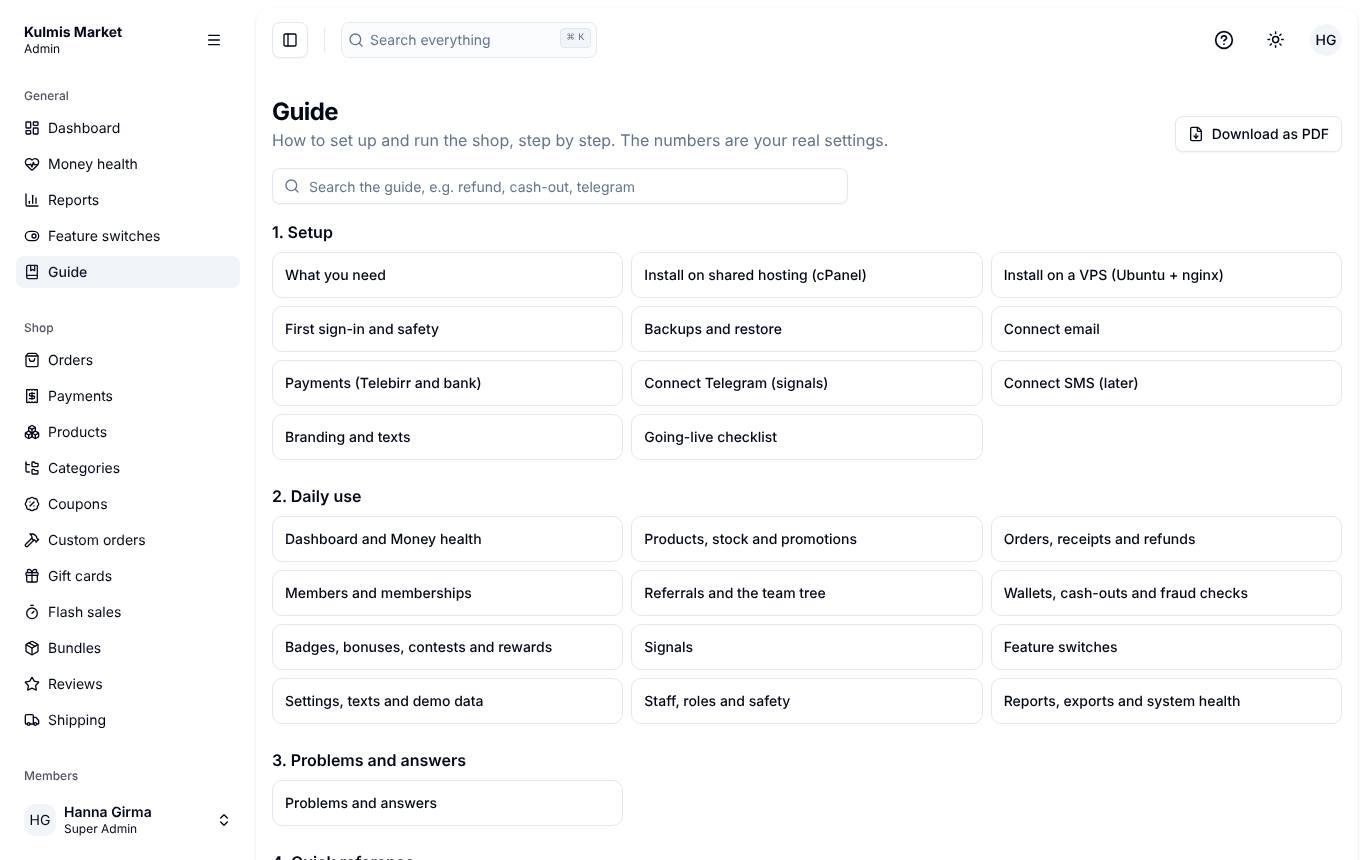 Kulmis Market
Admin
General
Dashboard
Money health
Reports
Feature switches
Guide
Shop
Orders
Payments
Products
Categories
Coupons
Custom orders
Gift cards
Flash sales
Bundles
Reviews
Shipping
Members
HG
Hanna Girma
Super Admin
Search everything
⌘ K
HG
Guide
How to set up and run the shop, step by step. The numbers are your real settings.
Download as PDF
Search the guide, e.g. refund, cash-out, telegram
1. Setup
What you need
Install on shared hosting (cPanel)
Install on a VPS (Ubuntu + nginx)
First sign-in and safety
Backups and restore
Connect email
Payments (Telebirr and bank)
Connect Telegram (signals)
Connect SMS (later)
Branding and texts
Going-live checklist
2. Daily use
Dashboard and Money health
Products, stock and promotions
Orders, receipts and refunds
Members and memberships
Referrals and the team tree
Wallets, cash-outs and fraud checks
Badges, bonuses, contests and rewards
Signals
Feature switches
Settings, texts and demo data
Staff, roles and safety
Reports, exports and system health
3. Problems and answers
Problems and answers
4. Quick reference